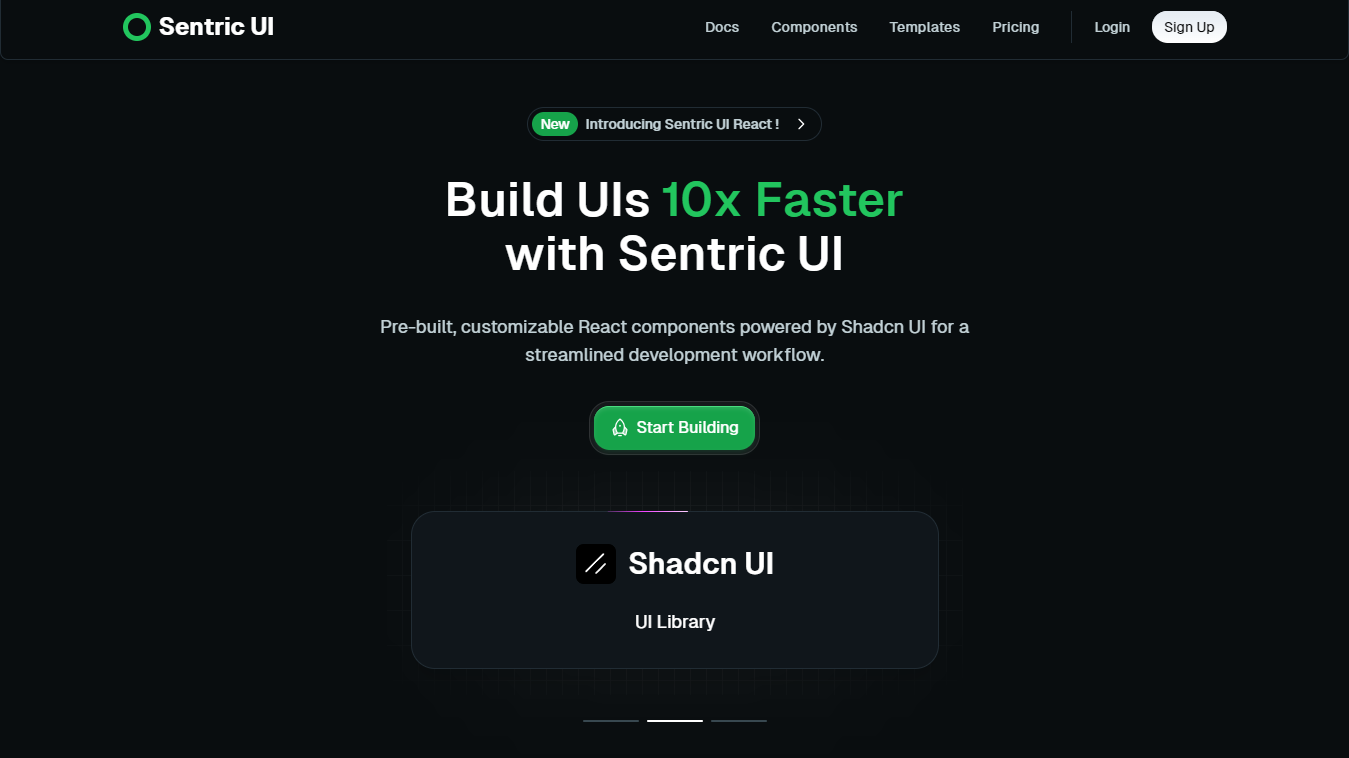 Sentric UI
Docs
Components
Templates
Pricing
Login
Sign Up
New Introducing Sentric UI React !
Build UIs 10x Faster
with Sentric UI
Pre-built, customizable React components powered by Shadcn UI for a
streamlined development workflow.
Start Building
Shadcn UI
UI Library